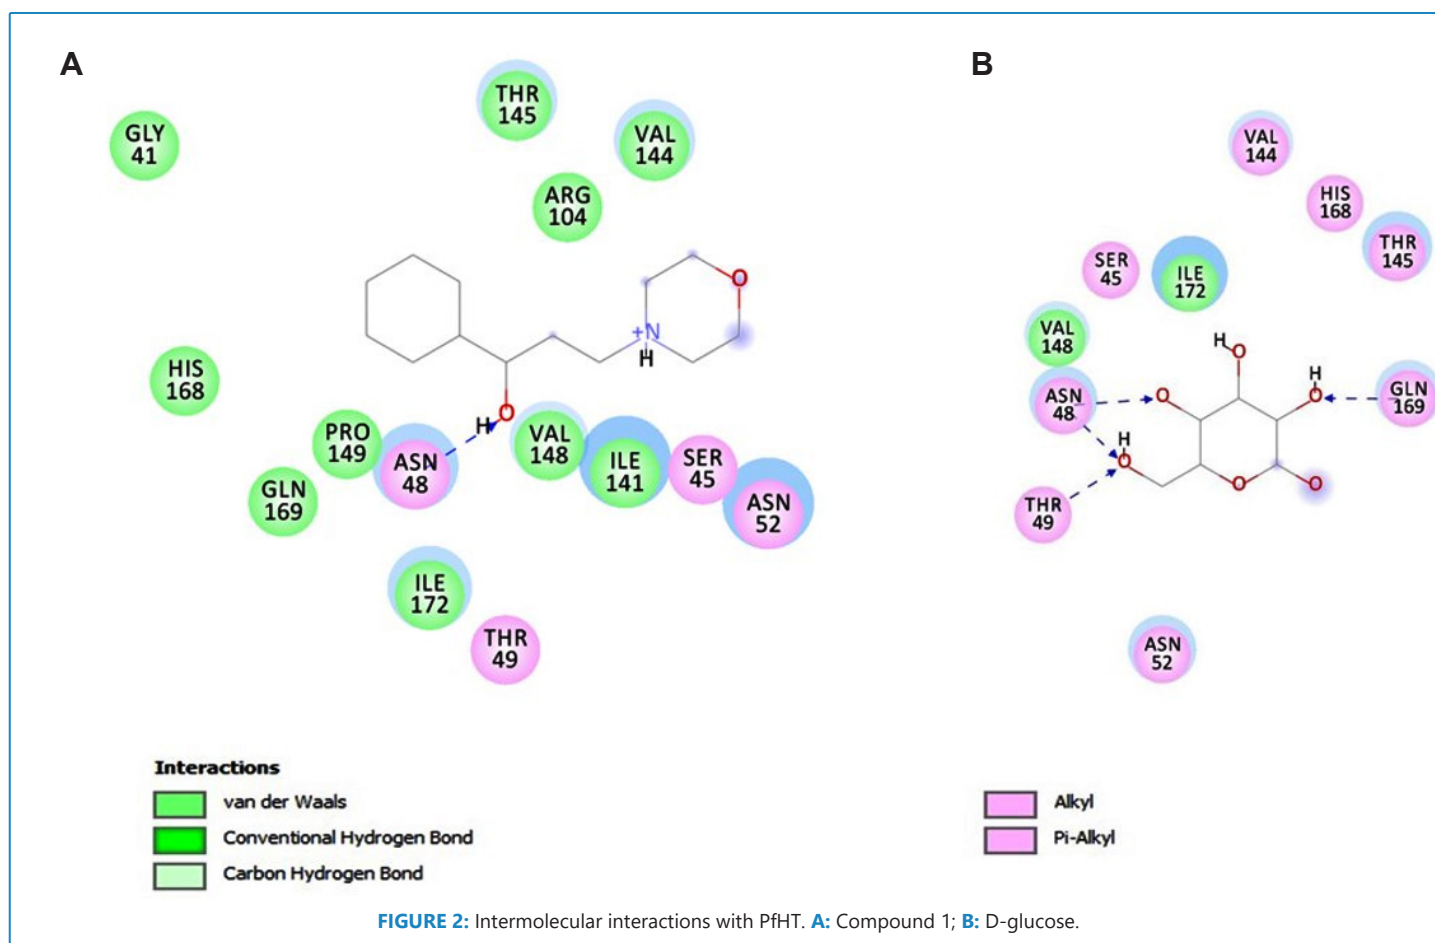 A
B
THR
145
GLY
41
VAL
144
ARG
104
O
+N
H
HIS
168
H
O
PRO
149
ASN
48
VAL
148
ILE
141
SER
45
ASN
52
GLN
169
ILE
172
THR
49
VAL
144
HIS
168
THR
145
SER
45
ILE
172
VAL
148
H
O
ASN
48
O
H
O
GLN
169
H
O
O
O
THR
49
ASN
52
Interactions
van der Waals
Conventional Hydrogen Bond
Carbon Hydrogen Bond
Alkyl
Pi-Alkyl
FIGURE 2: Intermolecular interactions with PfHT. A: Compound 1; B: D-glucose.